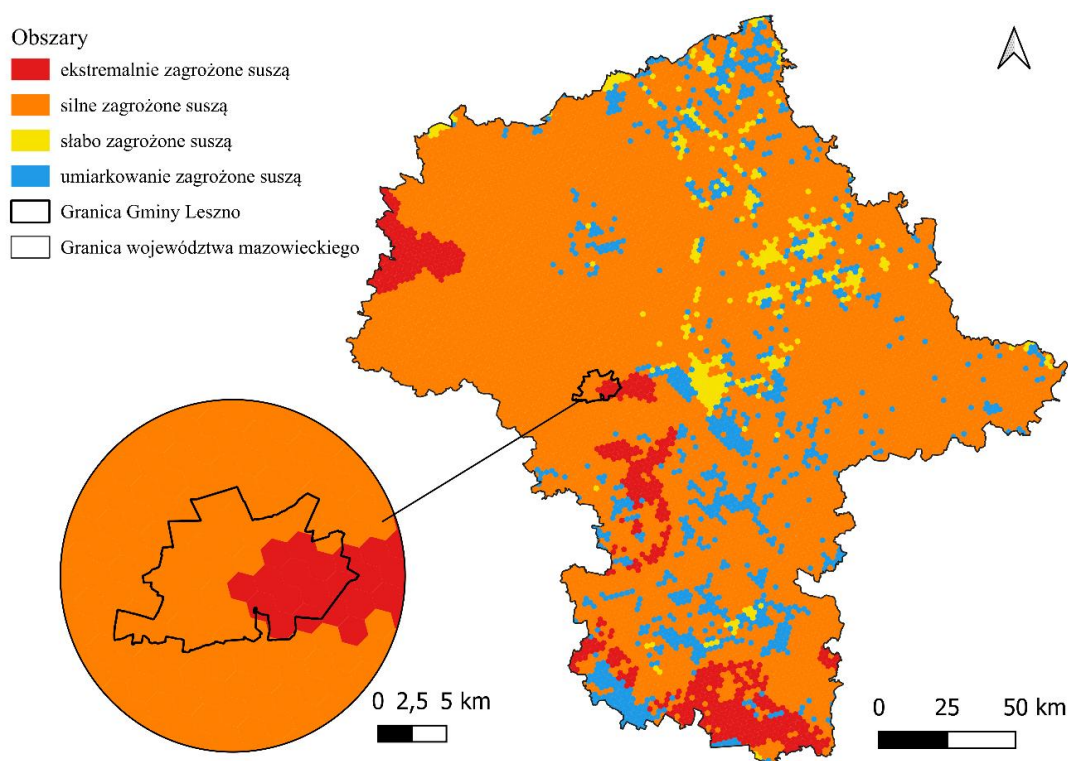 Obszary
ekstremalnie zagrożone suszą
silne zagrożone suszą
słabo zagrożone suszą
umiarkowanie zagrożone suszą
Granica Gminy Leszno
Granica województwa mazowieckiego
0 2,5 5 km
0 25 50 km